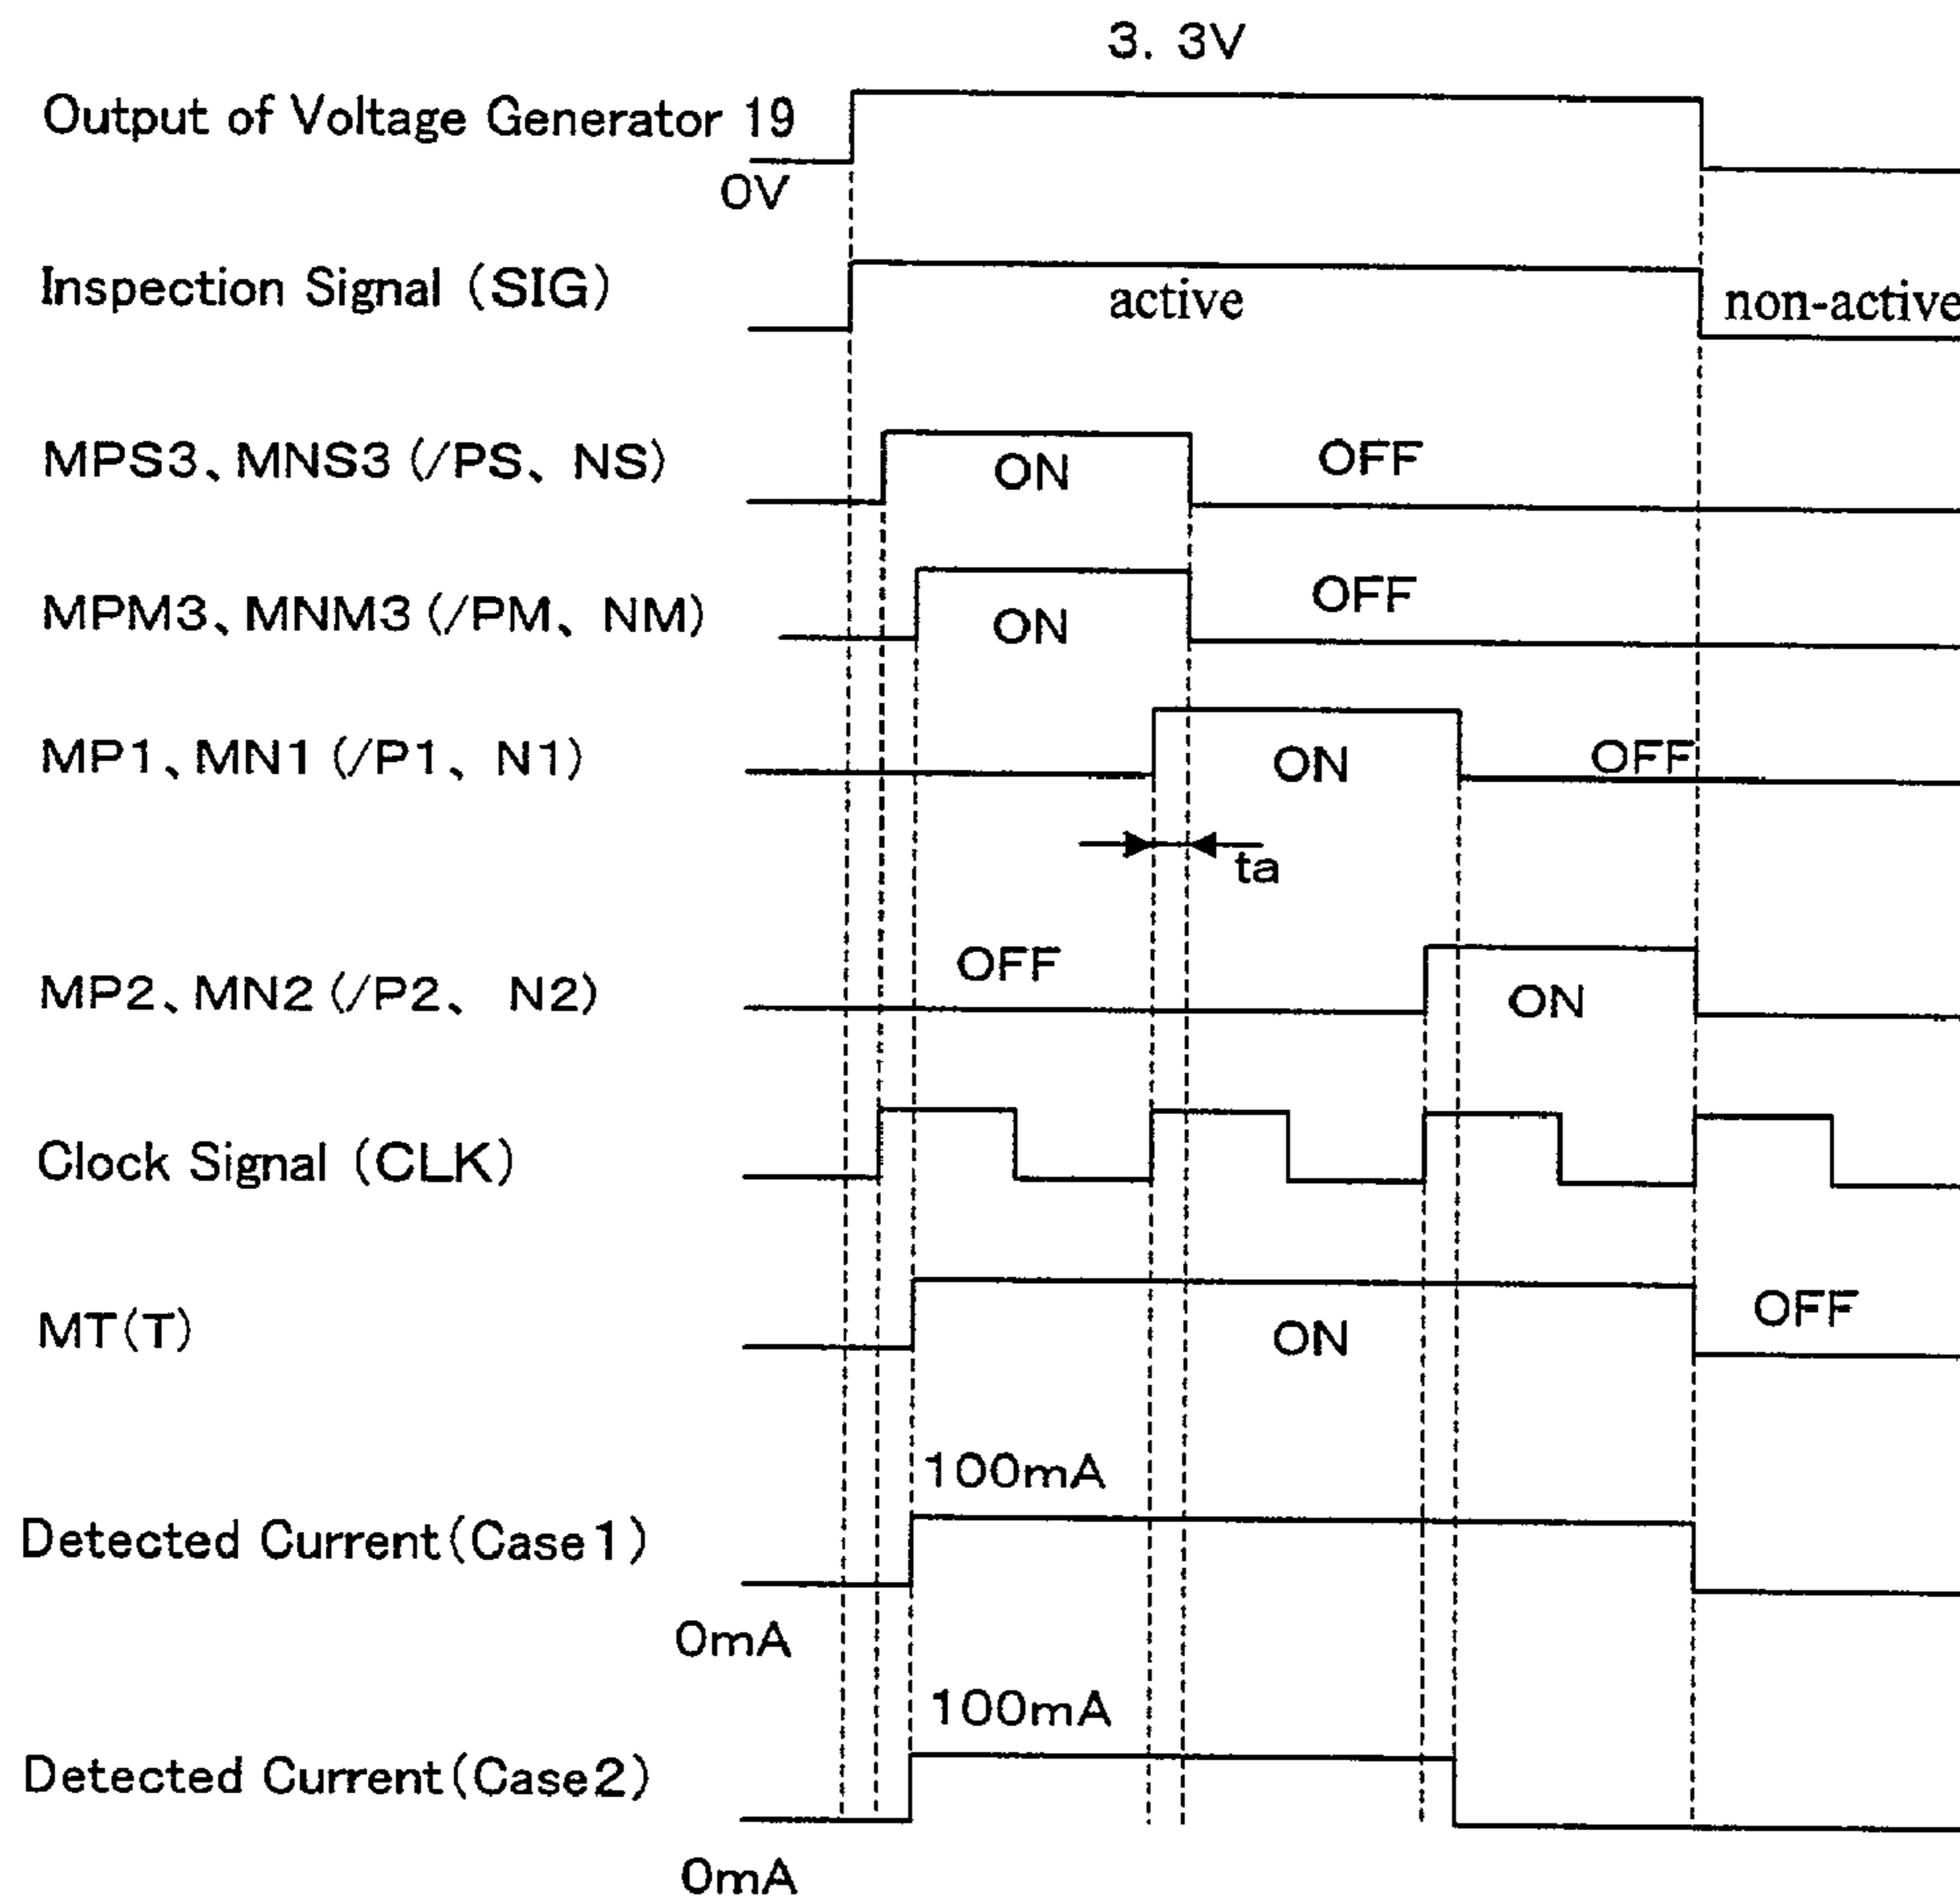 3. 3V
Output of Voltage Generator 19
0V
Inspection Signal (SIG)
active
non-active
MPS3、MNS3 (/PS、 NS)
ON
OFF
MPM3、MNM3 (/PM、 NM)
ON
OFF
MP1、MN1 (/P1、 N1)
ON
OFF
ta
MP2、MN2 (/P2、 N2)
OFF
ON
Clock Signal (CLK)
MT(T)
ON
OFF
100mA
Detected Current(Case1)
0mA
100mA
Detected Current(Case2)
0mA